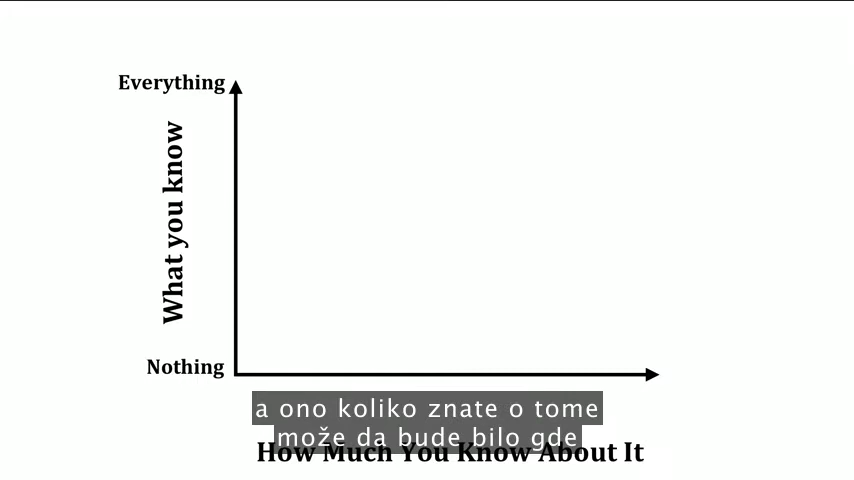 Everything
What you know
Nothing
a ono koliko znate o tome
može da bude bilo gde
How Much You Know About It